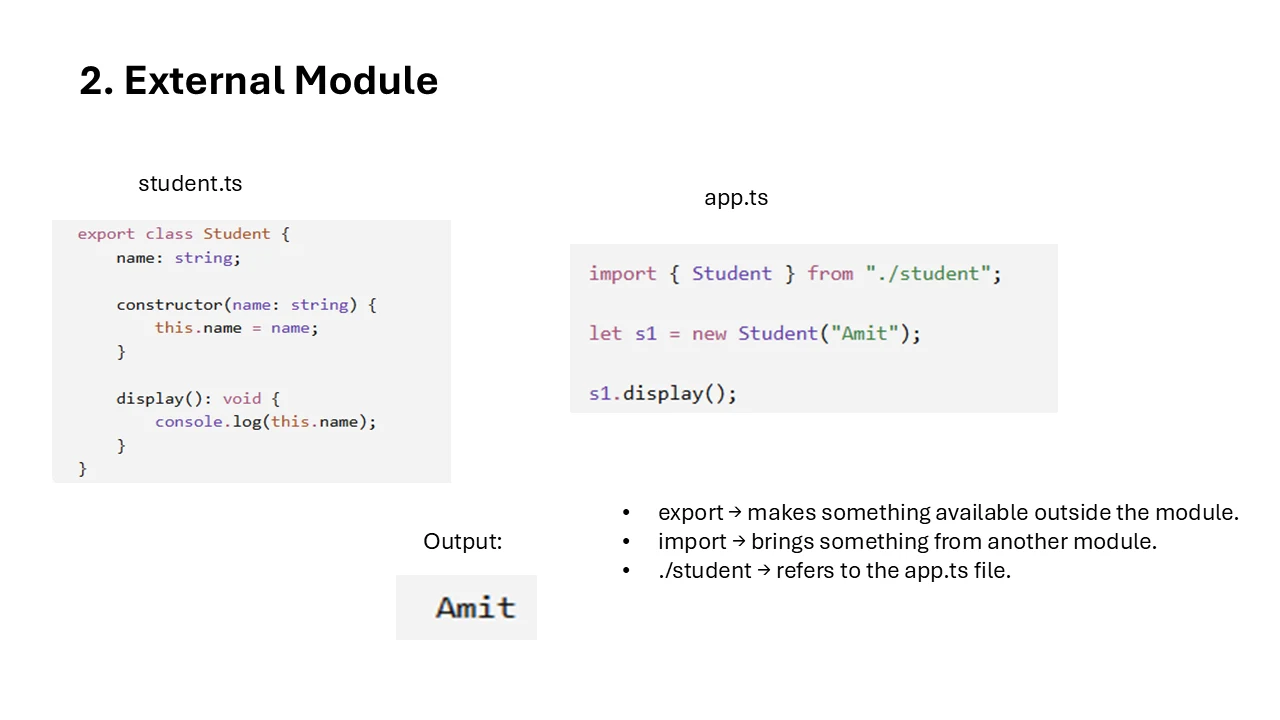 2. External Module
student.ts
export class Student {
    name: string;

    constructor(name: string) {
        this.name = name;
    }

    display(): void {
        console.log(this.name);
    }
}
app.ts
import { Student } from "./student";

let s1 = new Student("Amit");

s1.display();
Output:
Amit
• export → makes something available outside the module.
• import → brings something from another module.
• ./student → refers to the app.ts file.